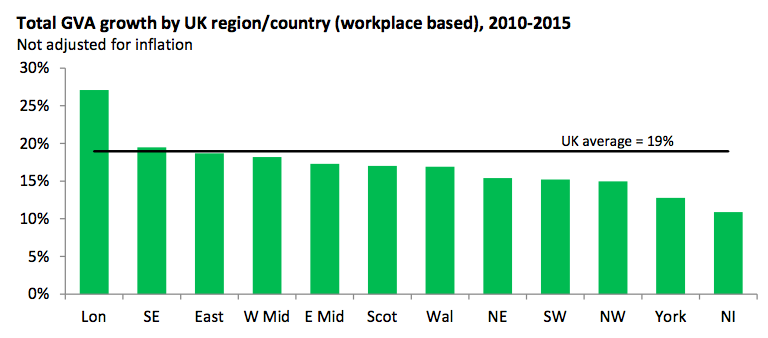 Total GVA growth by UK region/country (workplace based), 2010-2015
Not adjusted for inflation
30%
25%
20%
15%
10%
5%
0%
UK average = 19%
Lon SE East W Mid E Mid Scot Wal NE SW NW York NI